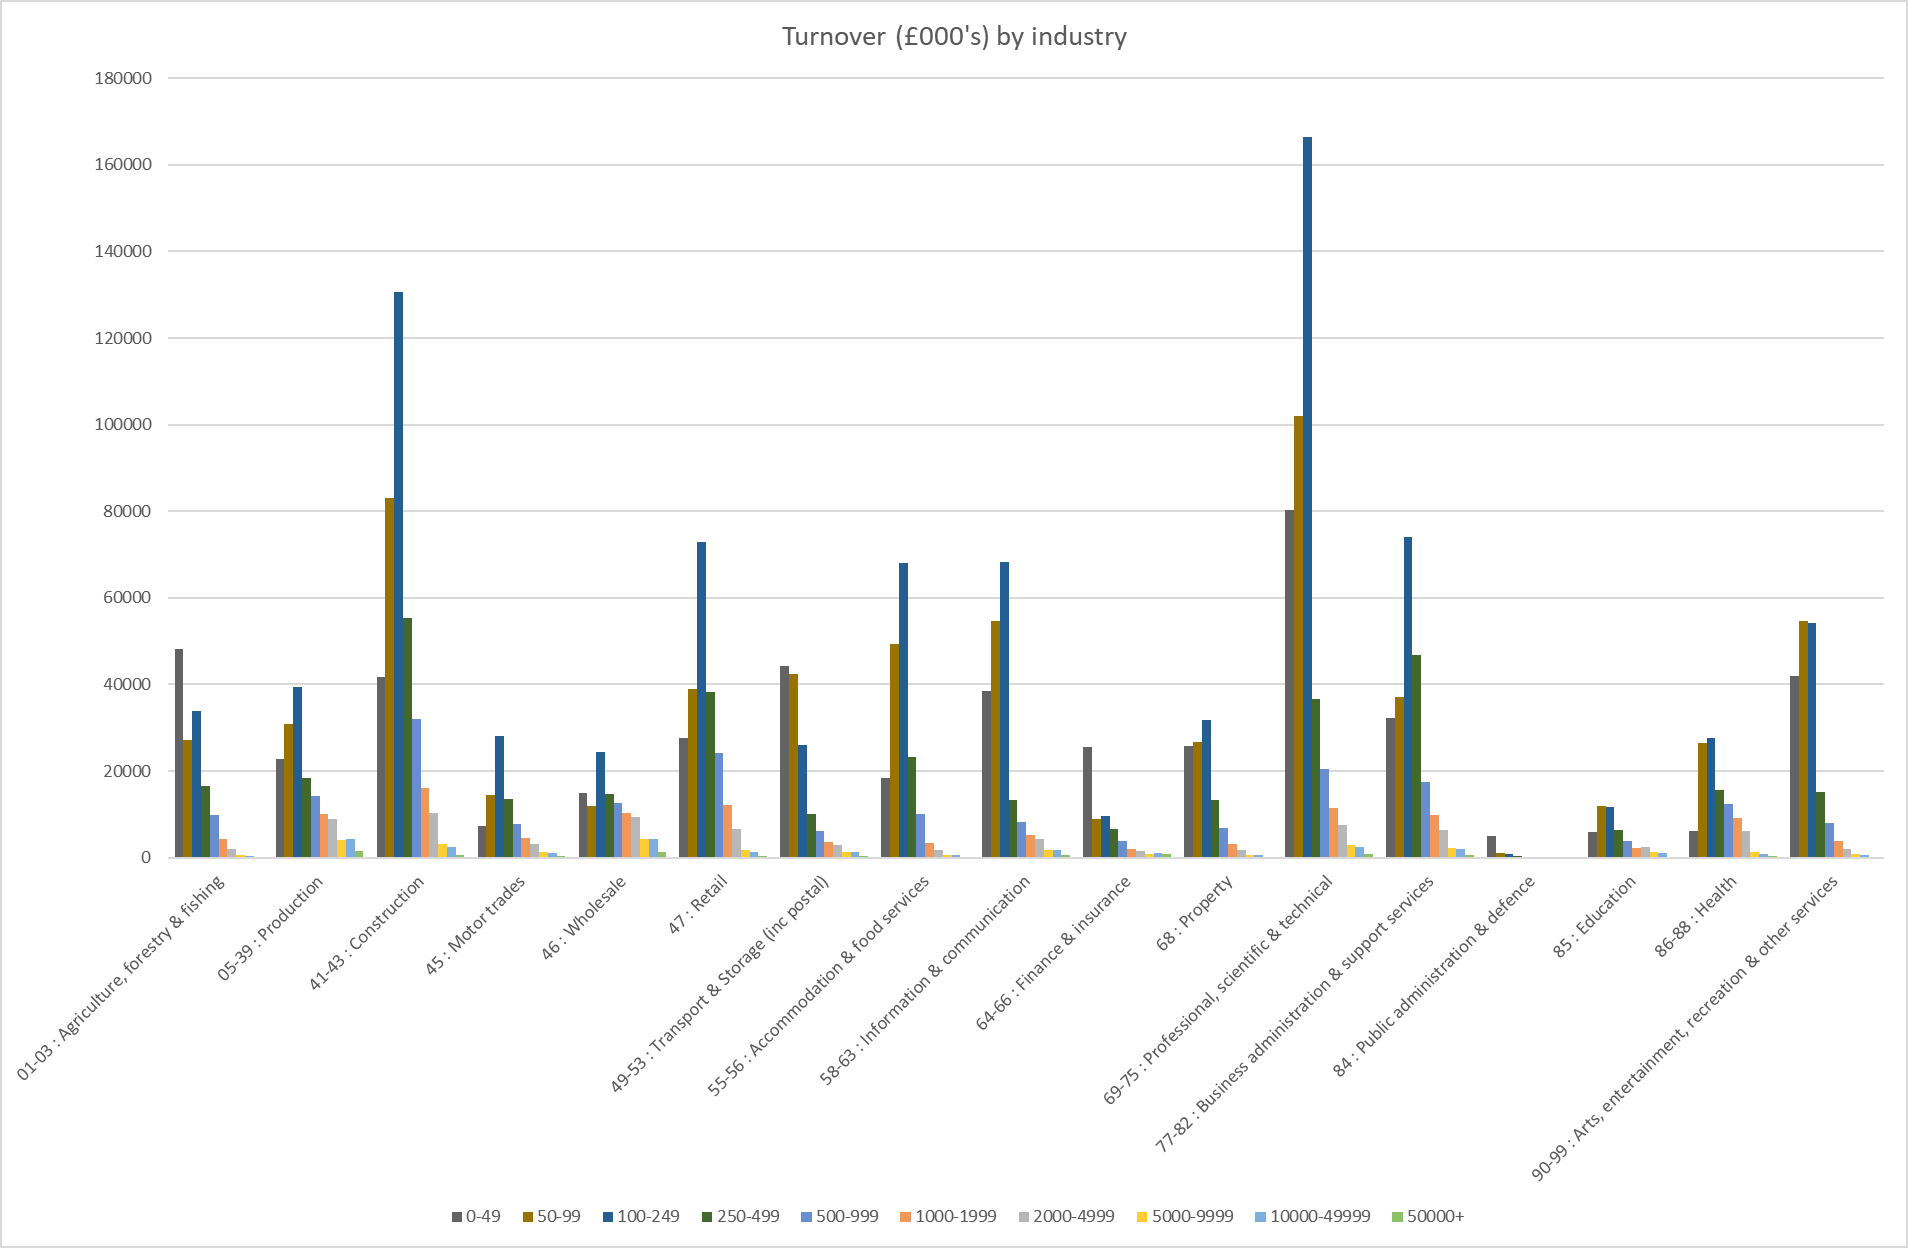 Turnover (£000's) by industry
180000
160000
140000
120000
100000
80000
60000
40000
20000
0
01-03 : Agriculture, forestry & fishing
05-39 : Production
41-43 : Construction
45 : Motor trades
46 : Wholesale
47 : Retail
49-53 : Transport & Storage (inc postal)
55-56 : Accommodation & food services
58-63 : Information & communication
64-66 : Finance & insurance
68 : Property
69-75 : Professional, scientific & technical
77-82 : Business administration & support services
84 : Public administration & defence
85 : Education
86-88 : Health
90-99 : Arts, entertainment, recreation & other services
0-49 50-99 100-249 250-499 500-999 1000-1999 2000-4999 5000-9999 10000-49999 50000+